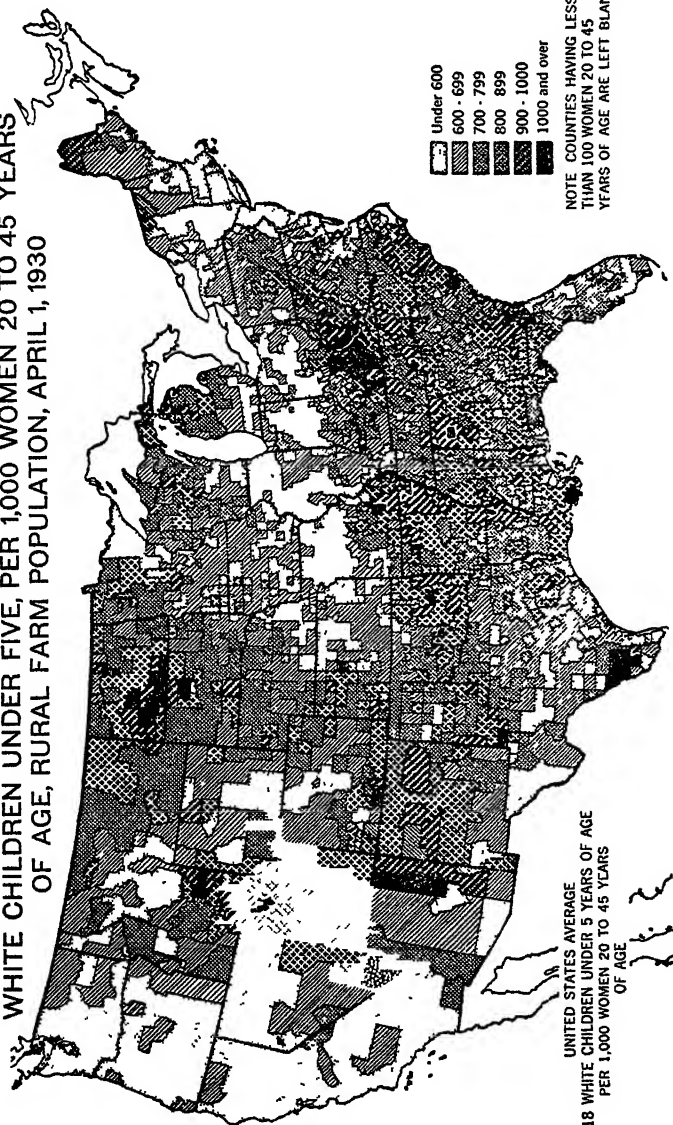 WHITE CHILDREN UNDER FIVE, PER 1,000 WOMEN 20 TO 45 YEARS
OF AGE, RURAL FARM POPULATION, APRIL 1, 1930
Under 600
600 - 699
700 - 799
800 - 899
900 - 1000
1000 and over
NOTE COUNTIES HAVING LESS
THAN 100 WOMEN 20 TO 45
YEARS OF AGE ARE LEFT BLAN
UNITED STATES AVERAGE
18 WHITE CHILDREN UNDER 5 YEARS OF AGE
PER 1,000 WOMEN 20 TO 45 YEARS
OF AGE